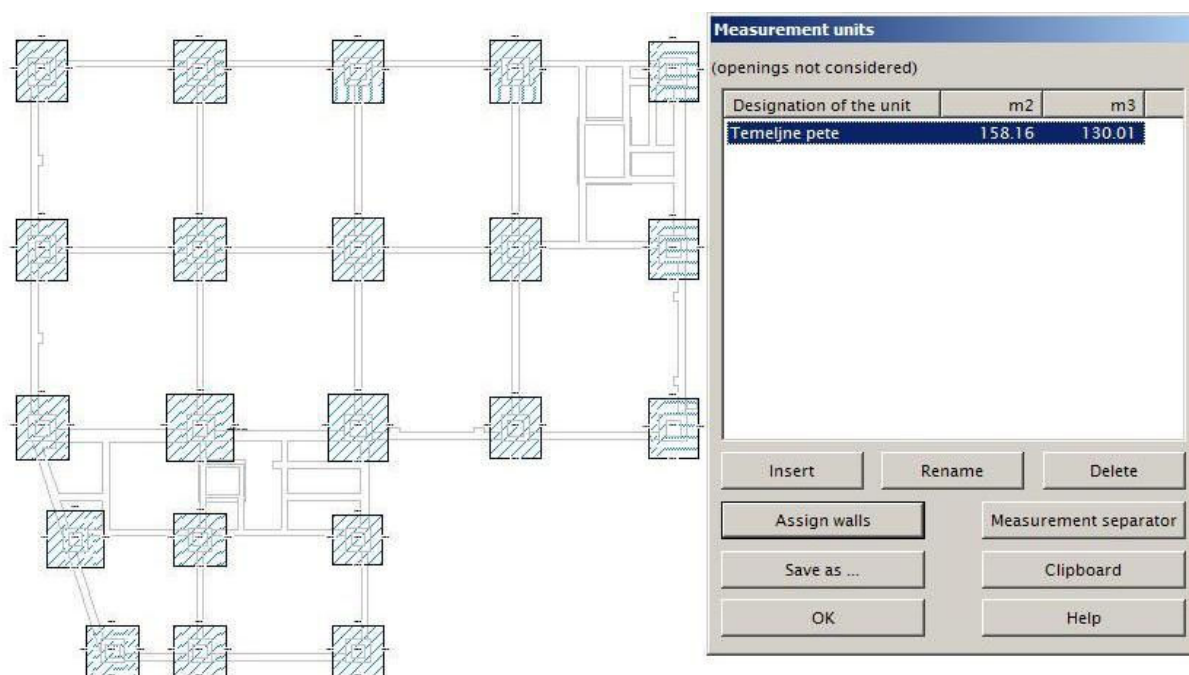 Measurement units
(openings not considered)
Designation of the unit m2 m3
Temeljne pete 158.16 130.01
Insert Rename Delete
Assign walls Measurement separator
Save as ... Clipboard
OK Help